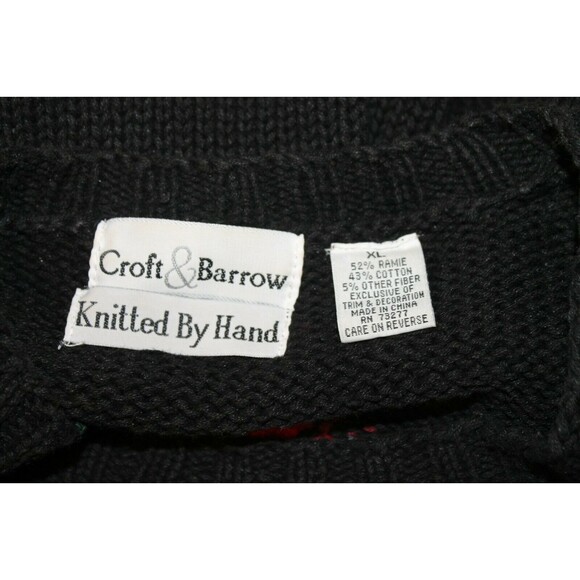 Croft&Barrow
Knitted By Hand
XL
52% RAMIE
43% COTTON
5% OTHER FIBER
EXCLUSIVE OF
TRIM & DECORATION
MADE IN CHINA
RN 73277
CARE ON REVERSE